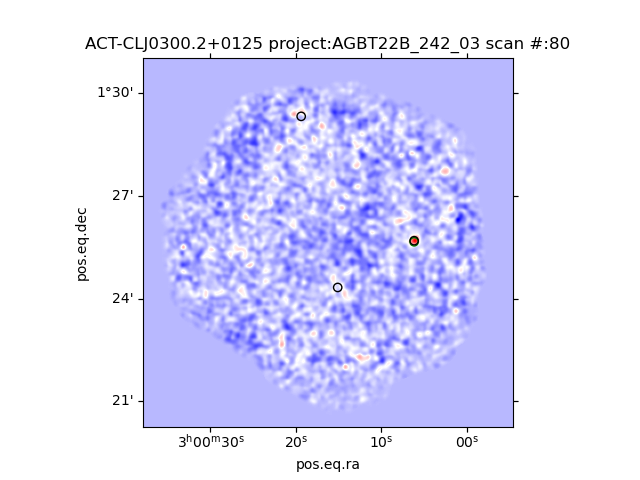 ACT-CLJ0300.2+0125 project:AGBT22B_242_03 scan #:80
1°30'
27'
24'
21'
pos.eq.dec
3ʰ00ᵐ30ˢ 20ˢ 10ˢ 00ˢ
pos.eq.ra